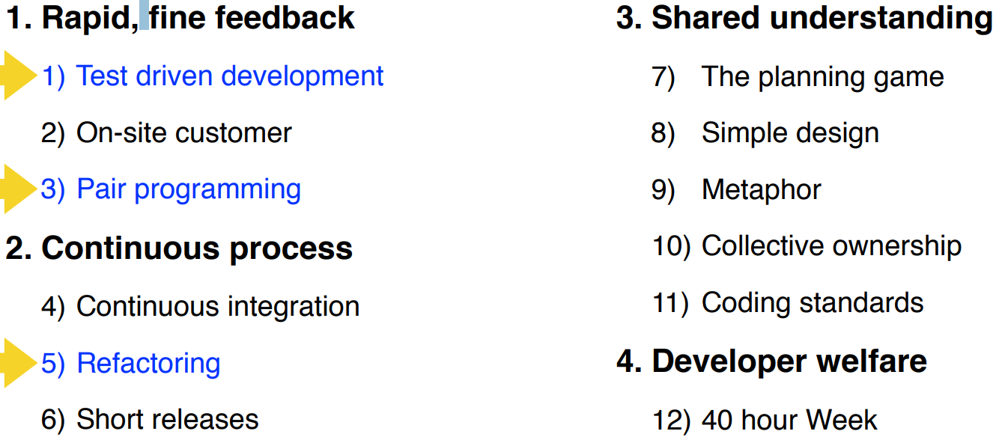 1. Rapid, fine feedback
1) Test driven development
2) On-site customer
3) Pair programming
2. Continuous process
4) Continuous integration
5) Refactoring
6) Short releases
3. Shared understanding
7) The planning game
8) Simple design
9) Metaphor
10) Collective ownership
11) Coding standards
4. Developer welfare
12) 40 hour Week